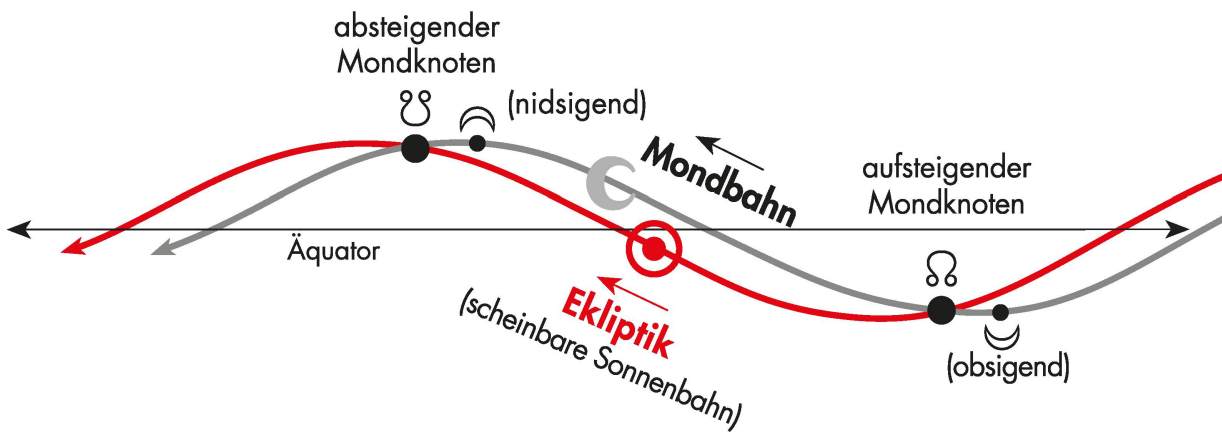 absteigender
Mondknoten
☋
(nidsigend)
Mondbahn
aufsteigender
Mondknoten
☊
Äquator
Ekliptik
(scheinbare Sonnenbahn)
(obsigend)